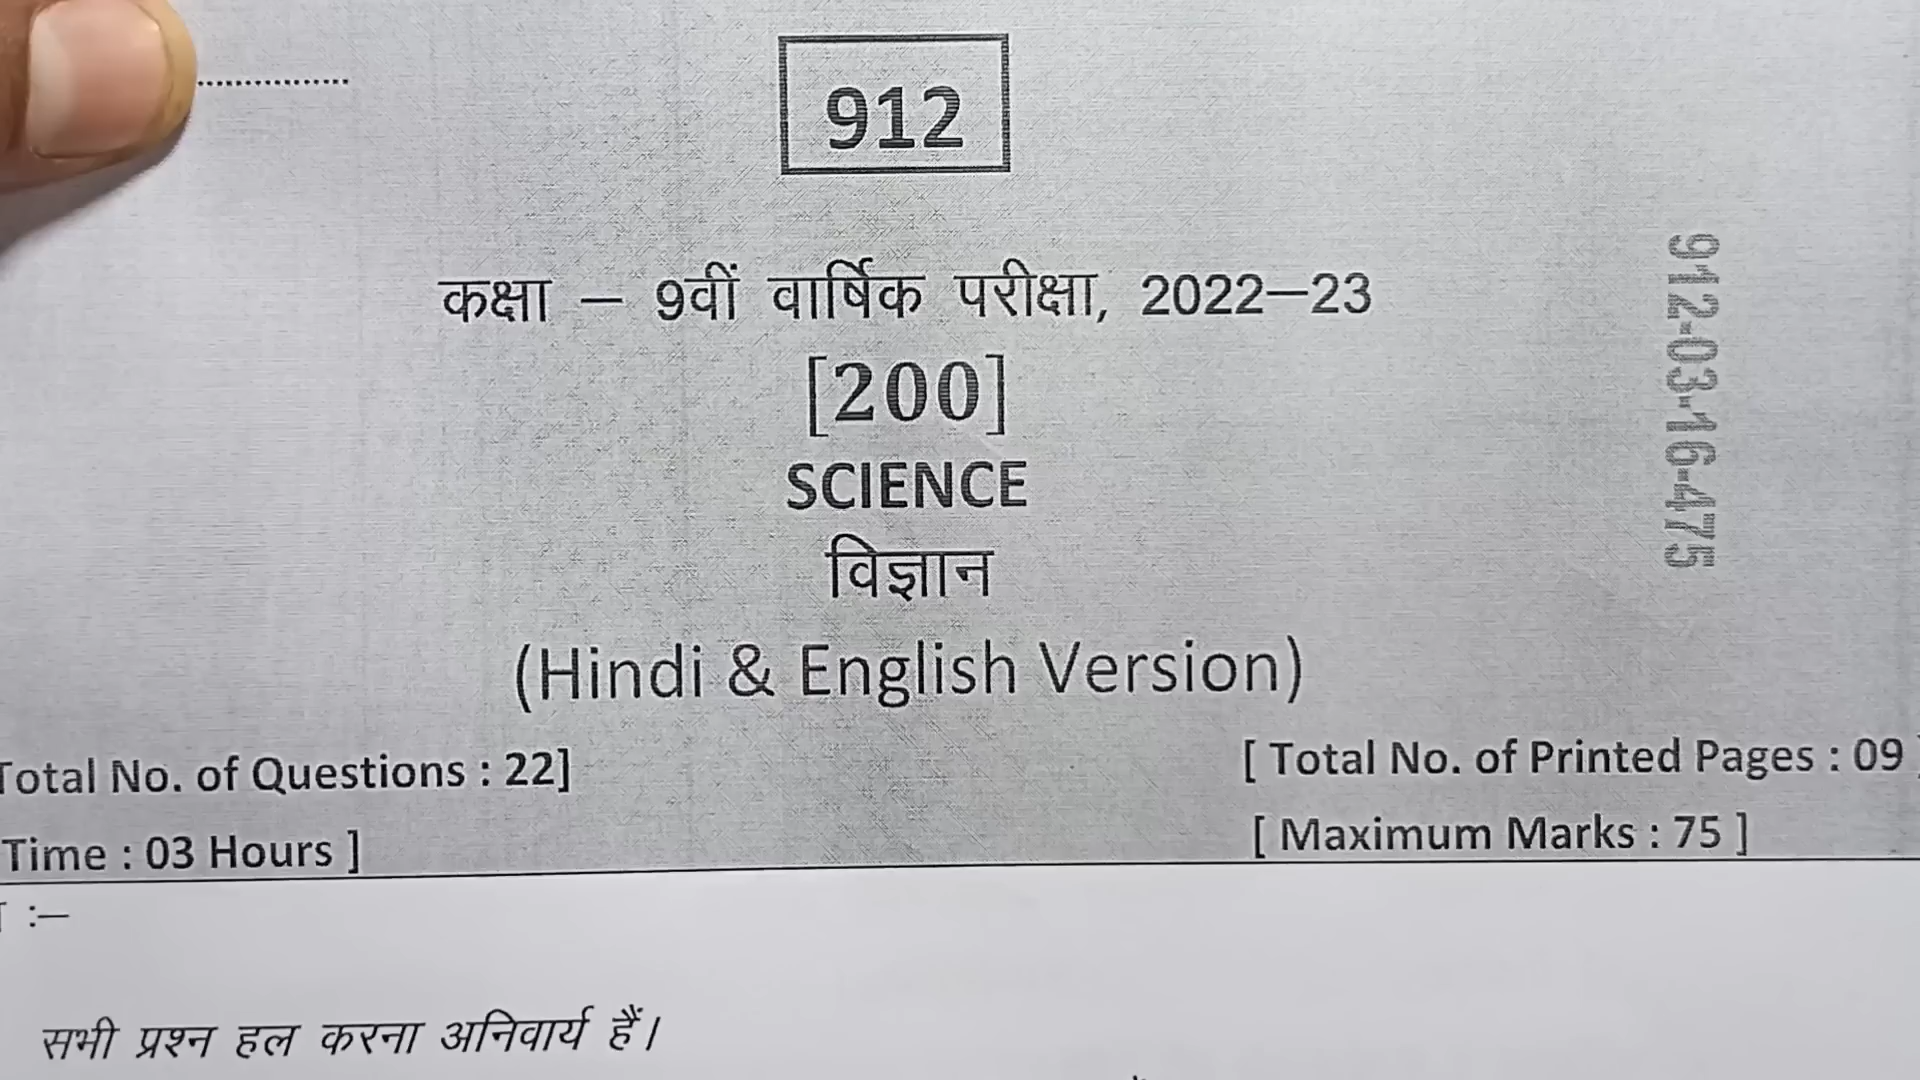 912
कक्षा – 9वीं वार्षिक परीक्षा, 2022–23
[200]
SCIENCE
विज्ञान
(Hindi & English Version)
912-03-16-475
Total No. of Questions : 22]
[ Total No. of Printed Pages : 09 ]
Time : 03 Hours ]
[ Maximum Marks : 75 ]
:–
सभी प्रश्न हल करना अनिवार्य हैं।